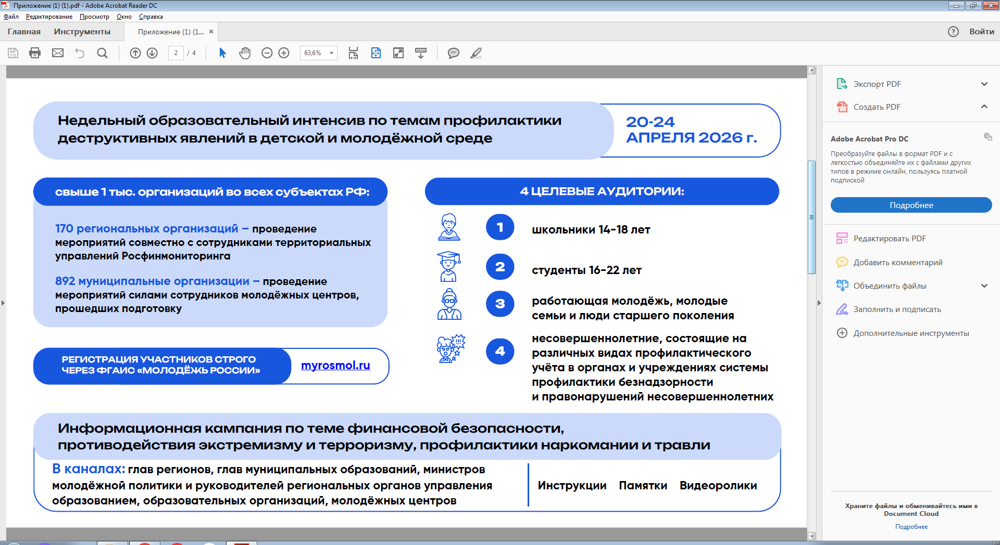 Приложение (1) (1).pdf - Adobe Acrobat Reader DC
Файл Редактирование Просмотр Окно Справка
Главная Инструменты Приложение (1) (1... × ? Войти
2 / 4 63,6%
Недельный образовательный интенсив по темам профилактики
деструктивных явлений в детской и молодёжной среде
20-24
АПРЕЛЯ 2026 г.
свыше 1 тыс. организаций во всех субъектах РФ:
170 региональных организаций – проведение
мероприятий совместно с сотрудниками территориальных
управлений Росфинмониторинга
892 муниципальные организации – проведение
мероприятий силами сотрудников молодёжных центров,
прошедших подготовку
РЕГИСТРАЦИЯ УЧАСТНИКОВ СТРОГО
ЧЕРЕЗ ФГАИС «МОЛОДЁЖЬ РОССИИ»
myrosmol.ru
4 ЦЕЛЕВЫЕ АУДИТОРИИ:
1 школьники 14-18 лет
2 студенты 16-22 лет
3 работающая молодёжь, молодые
семьи и люди старшего поколения
!!!
4 несовершеннолетние, состоящие на
различных видах профилактического
учёта в органах и учреждениях системы
профилактики безнадзорности
и правонарушений несовершеннолетних
Информационная кампания по теме финансовой безопасности,
противодействия экстремизму и терроризму, профилактики наркомании и травли
В каналах: глав регионов, глав муниципальных образований, министров
молодёжной политики и руководителей региональных органов управления
образованием, образовательных организаций, молодёжных центров
Инструкции Памятки Видеоролики
Экспорт PDF
Создать PDF
Adobe Acrobat Pro DC
Преобразуйте файлы в формат PDF и с
легкостью объединяйте их с файлами других
типов в режиме онлайн, пользуясь платной
подпиской
Подробнее
Редактировать PDF
Добавить комментарий
Объединить файлы
Заполнить и подписать
Дополнительные инструменты
Храните файлы и обменивайтесь ими в
Document Cloud
Подробнее